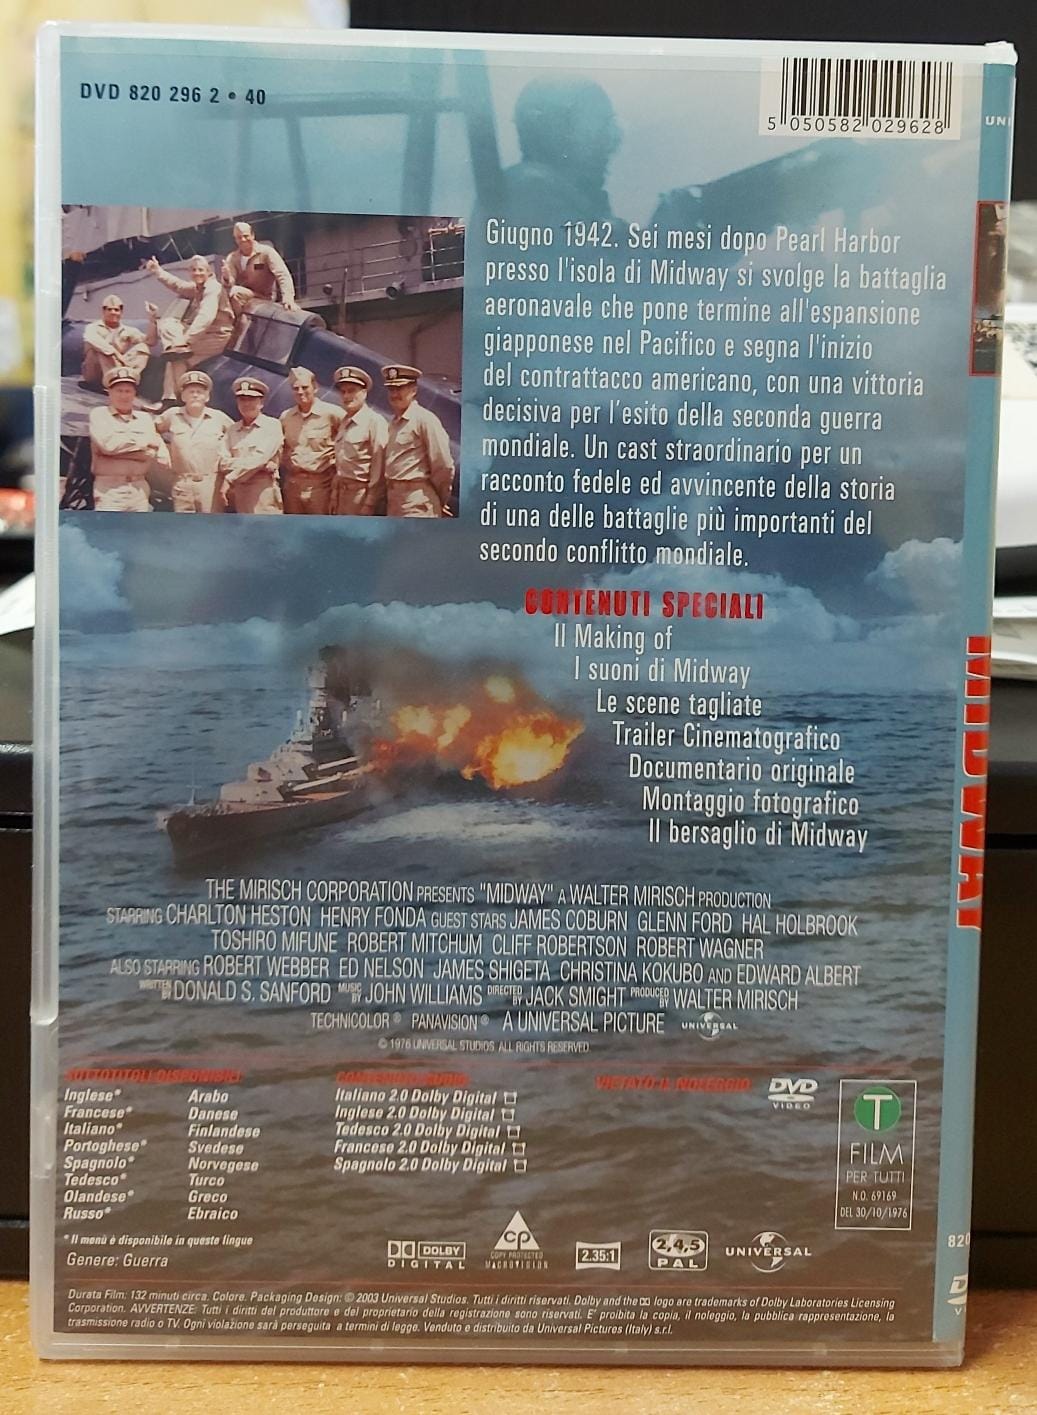 DVD 820 296 2 • 40
5 050582 029628
UNI
Giugno 1942. Sei mesi dopo Pearl Harbor
presso l'isola di Midway si svolge la battaglia
aeronavale che pone termine all'espansione
giapponese nel Pacifico e segna l'inizio
del contrattacco americano, con una vittoria
decisiva per l'esito della seconda guerra
mondiale. Un cast straordinario per un
racconto fedele ed avvincente della storia
di una delle battaglie più importanti del
secondo conflitto mondiale.
CONTENUTI SPECIALI
Il Making of
I suoni di Midway
Le scene tagliate
Trailer Cinematografico
Documentario originale
Montaggio fotografico
Il bersaglio di Midway
MIDWAY
THE MIRISCH CORPORATION PRESENTS "MIDWAY" A WALTER MIRISCH PRODUCTION
STARRING CHARLTON HESTON HENRY FONDA GUEST STARS JAMES COBURN GLENN FORD HAL HOLBROOK
TOSHIRO MIFUNE ROBERT MITCHUM CLIFF ROBERTSON ROBERT WAGNER
ALSO STARRING ROBERT WEBBER ED NELSON JAMES SHIGETA CHRISTINA KOKUBO AND EDWARD ALBERT
WRITTEN BY DONALD S. SANFORD MUSIC BY JOHN WILLIAMS DIRECTED BY JACK SMIGHT PRODUCED BY WALTER MIRISCH
TECHNICOLOR® PANAVISION® A UNIVERSAL PICTURE UNIVERSAL
© 1976 UNIVERSAL STUDIOS ALL RIGHTS RESERVED
SOTTOTITOLI DISPONIBILI
Inglese*
Francese*
Italiano*
Portoghese*
Spagnolo*
Tedesco*
Olandese*
Russo*
Arabo
Danese
Finlandese
Svedese
Norvegese
Turco
Greco
Ebraico
* Il menù è disponibile in queste lingue
Genere: Guerra
CONTENUTO AUDIO
Italiano 2.0 Dolby Digital
Inglese 2.0 Dolby Digital
Tedesco 2.0 Dolby Digital
Francese 2.0 Dolby Digital
Spagnolo 2.0 Dolby Digital
VIETATO IL NOLEGGIO
DVD
VIDEO
T
FILM
PER TUTTI
N.O. 69169
DEL 30/10/1976
DOLBY
DIGITAL
CP
COPY PROTECTED
MACROVISION
2.35:1
2,4,5
PAL
UNIVERSAL
820
Durata Film: 132 minuti circa. Colore. Packaging Design: © 2003 Universal Studios. Tutti i diritti riservati. Dolby and the logo are trademarks of Dolby Laboratories Licensing
Corporation. AVVERTENZE: Tutti i diritti del produttore e del proprietario della registrazione sono riservati. E' proibita la copia, il noleggio, la pubblica rappresentazione, la
trasmissione radio o TV. Ogni violazione sarà perseguita a termini di legge. Venduto e distribuito da Universal Pictures (Italy) s.r.l.